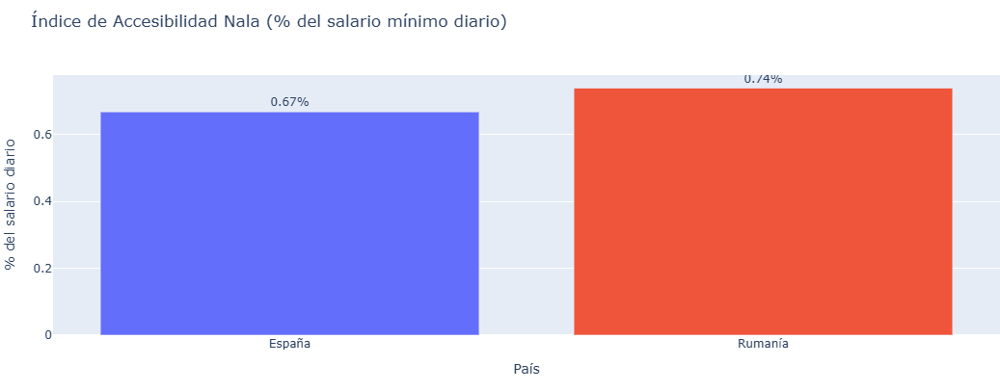 Índice de Accesibilidad Nala (% del salario mínimo diario)
0.74%
0.67%
0.6
0.4
0.2
0
% del salario diario
España
Rumanía
País